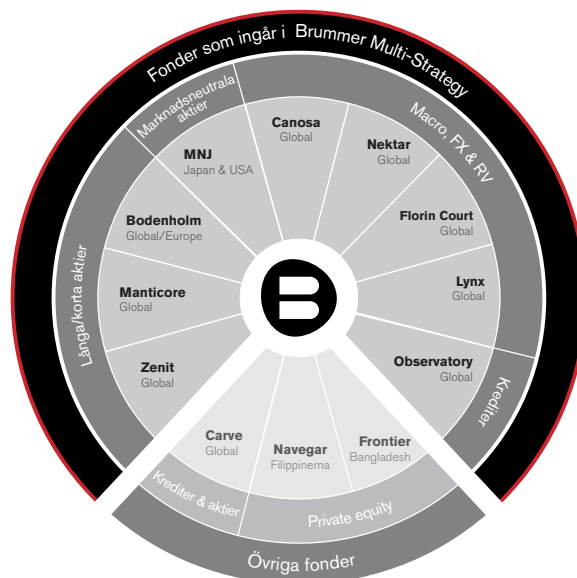 Fonder som ingår i Brummer Multi-Strategy
Marknadsneutrala
aktier
Macro, FX & RV
Canosa
Global
Nektar
Global
MNJ
Japan & USA
Florin Court
Global
Bodenholm
Global/Europe
Lynx
Global
Manticore
Global
Långa/korta aktier
Observatory
Global
Zenit
Global
Krediter
Carve
Global
Navegar
Filippinerna
Frontier
Bangladesh
Krediter & aktier
Private equity
Övriga fonder